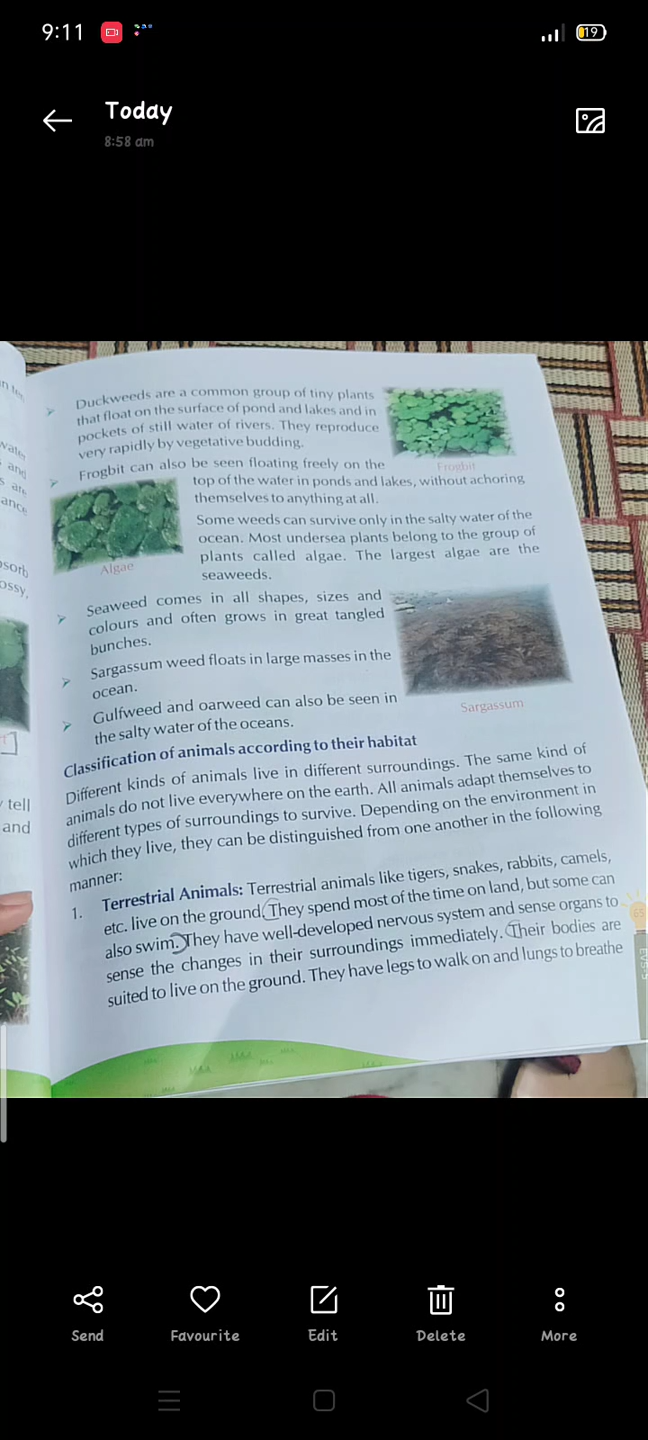 9:11
19
Today
8:58 am
Duckweeds are a common group of tiny plants
that float on the surface of pond and lakes and in
pockets of still water of rivers. They reproduce
very rapidly by vegetative budding.
Frogbit
Frogbit can also be seen floating freely on the
top of the water in ponds and lakes, without achoring
themselves to anything at all.
Algae
Some weeds can survive only in the salty water of the
ocean. Most undersea plants belong to the group of
plants called algae. The largest algae are the
seaweeds.
Seaweed comes in all shapes, sizes and
colours and often grows in great tangled
bunches.
Sargassum weed floats in large masses in the
ocean.
Sargassum
Gulfweed and oarweed can also be seen in
the salty water of the oceans.
Classification of animals according to their habitat
Different kinds of animals live in different surroundings. The same kind of
animals do not live everywhere on the earth. All animals adapt themselves to
different types of surroundings to survive. Depending on the environment in
which they live, they can be distinguished from one another in the following
manner:
1. Terrestrial Animals: Terrestrial animals like tigers, snakes, rabbits, camels,
etc. live on the ground. They spend most of the time on land, but some can
also swim. They have well-developed nervous system and sense organs to
sense the changes in their surroundings immediately. Their bodies are
suited to live on the ground. They have legs to walk on and lungs to breathe
65
EVS-5
tell
and
Send
Favourite
Edit
Delete
More